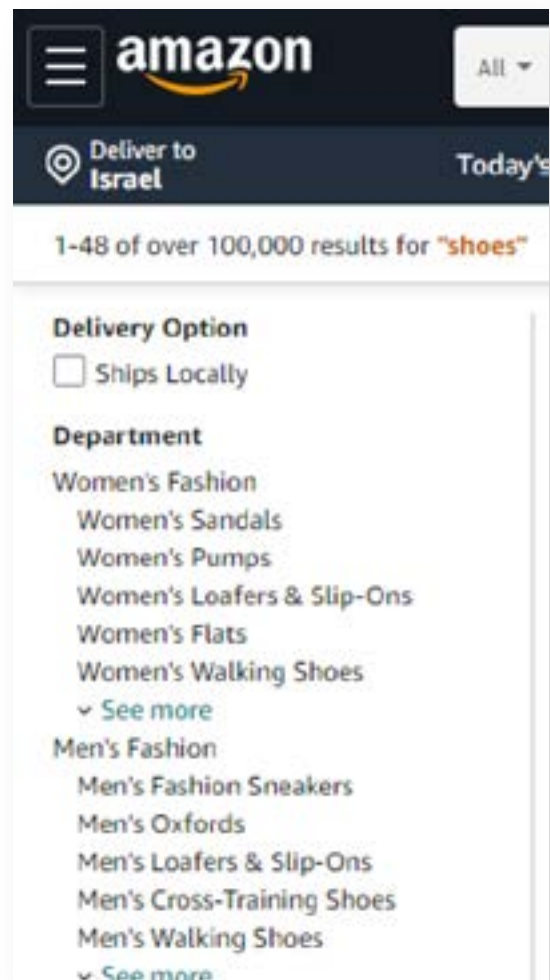 amazon
All
Deliver to
Israel
Today's
1-48 of over 100,000 results for "shoes"
Delivery Option
Ships Locally
Department
Women's Fashion
Women's Sandals
Women's Pumps
Women's Loafers & Slip-Ons
Women's Flats
Women's Walking Shoes
See more
Men's Fashion
Men's Fashion Sneakers
Men's Oxfords
Men's Loafers & Slip-Ons
Men's Cross-Training Shoes
Men's Walking Shoes
See more